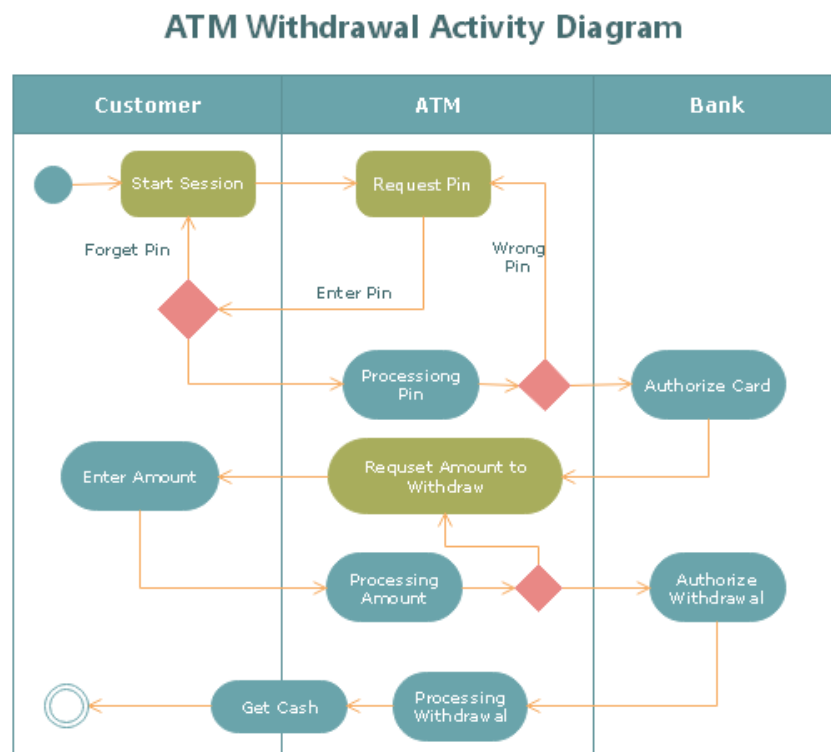 ATM Withdrawal Activity Diagram
Customer
ATM
Bank
Start Session
Request Pin
Forget Pin
Wrong
Pin
Enter Pin
Processiong
Pin
Authorize Card
Enter Amount
Requset Amount to
Withdraw
Processing
Amount
Authorize
Withdrawal
Get Cash
Processing
Withdrawal